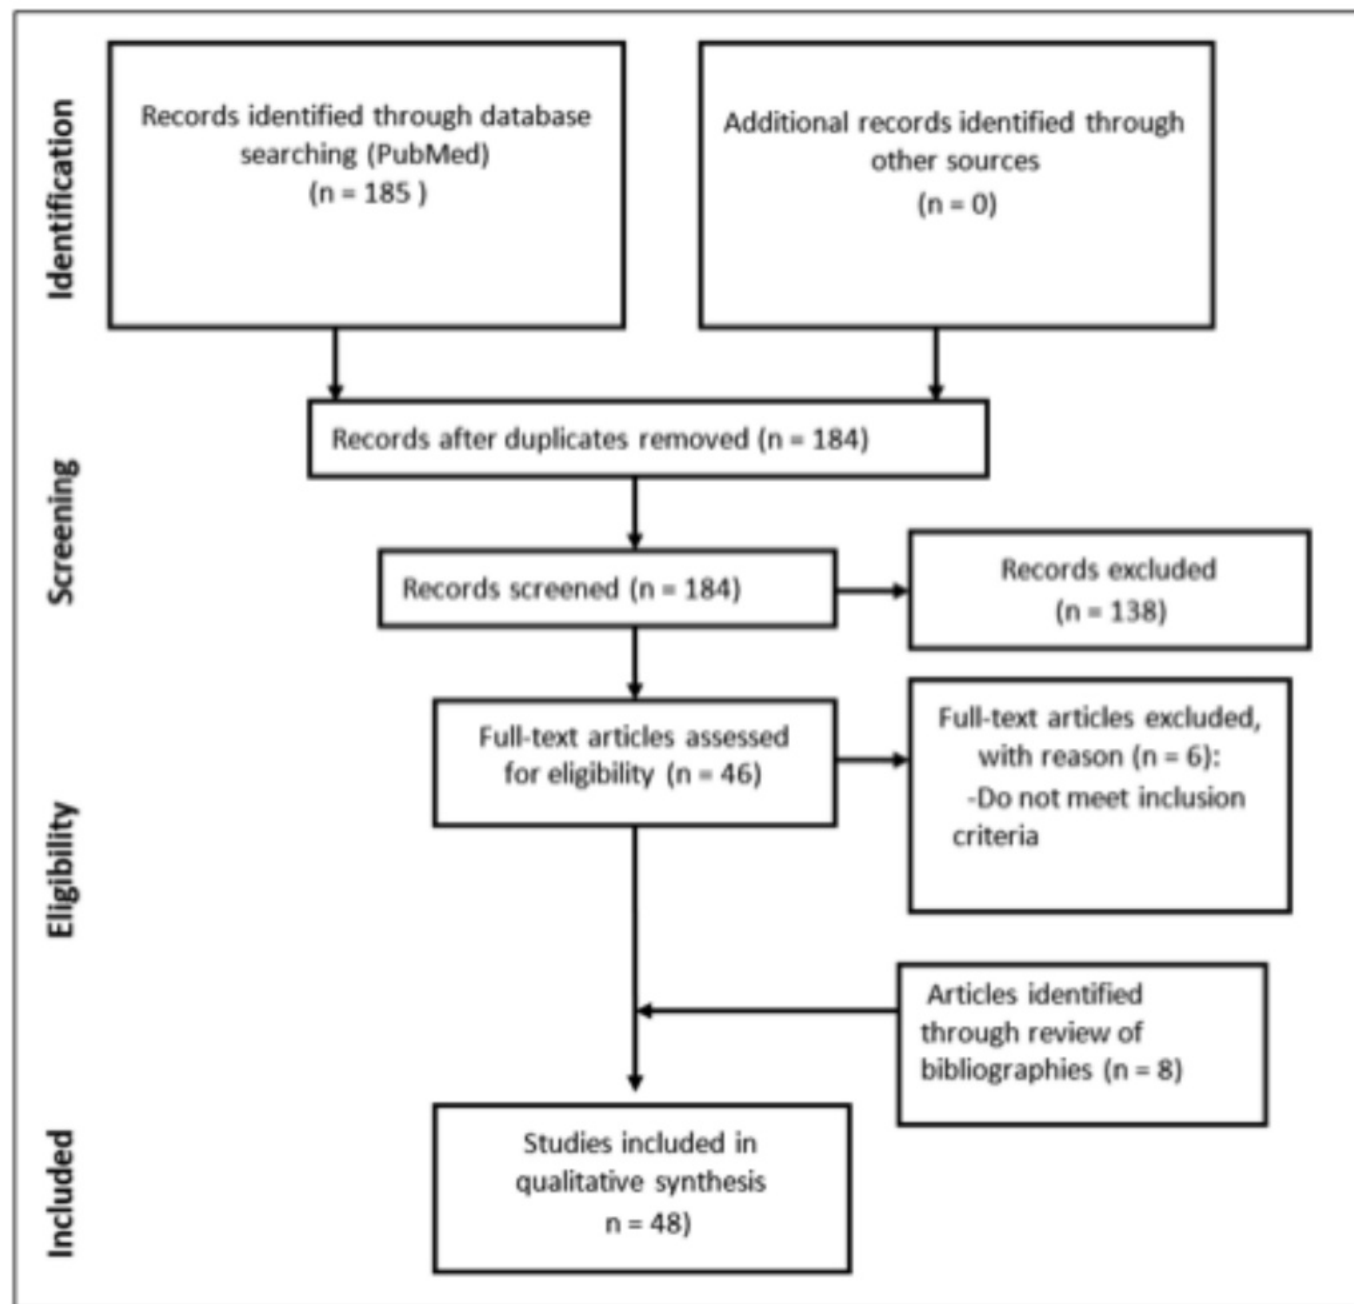 Identification
Records identified through database
searching (PubMed)
(n = 185 )
Additional records identified through
other sources
(n = 0)
Screening
Records after duplicates removed (n = 184)
Records screened (n = 184)
Records excluded
(n = 138)
Eligibility
Full-text articles assessed
for eligibility (n = 46)
Full-text articles excluded,
with reason (n = 6):
-Do not meet inclusion
criteria
Articles identified
through review of
bibliographies (n = 8)
Included
Studies included in
qualitative synthesis
n = 48)